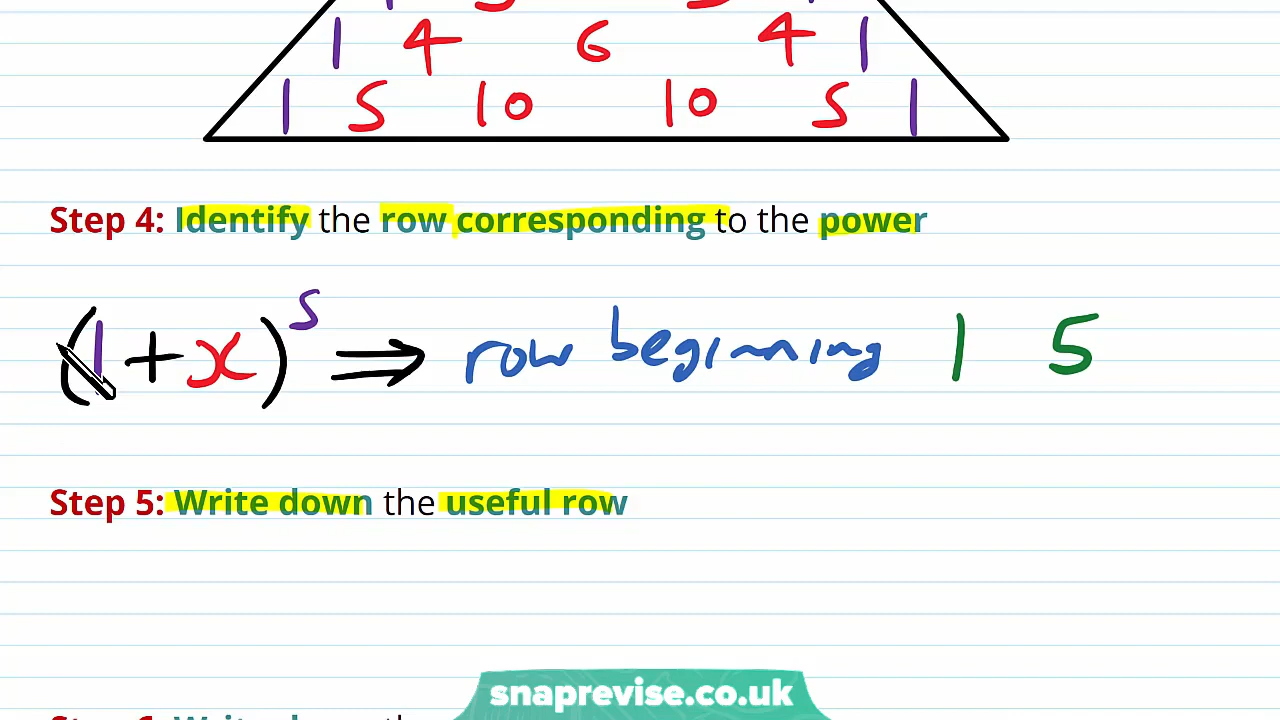 1 4 6 4 1
1 5 10 10 5 1
Step 4: Identify the row corresponding to the power
(1 + x)^5 ⇒ row beginning 1 5
Step 5: Write down the useful row
snaprevise.co.uk